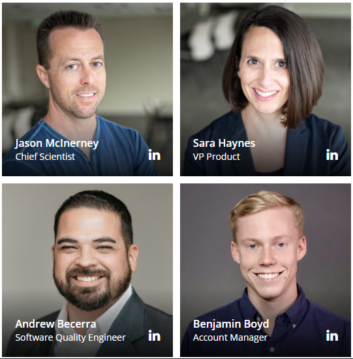 Jason McInerney
Chief Scientist
in
Sara Haynes
VP Product
in
Andrew Becerra
Software Quality Engineer
in
Benjamin Boyd
Account Manager
in